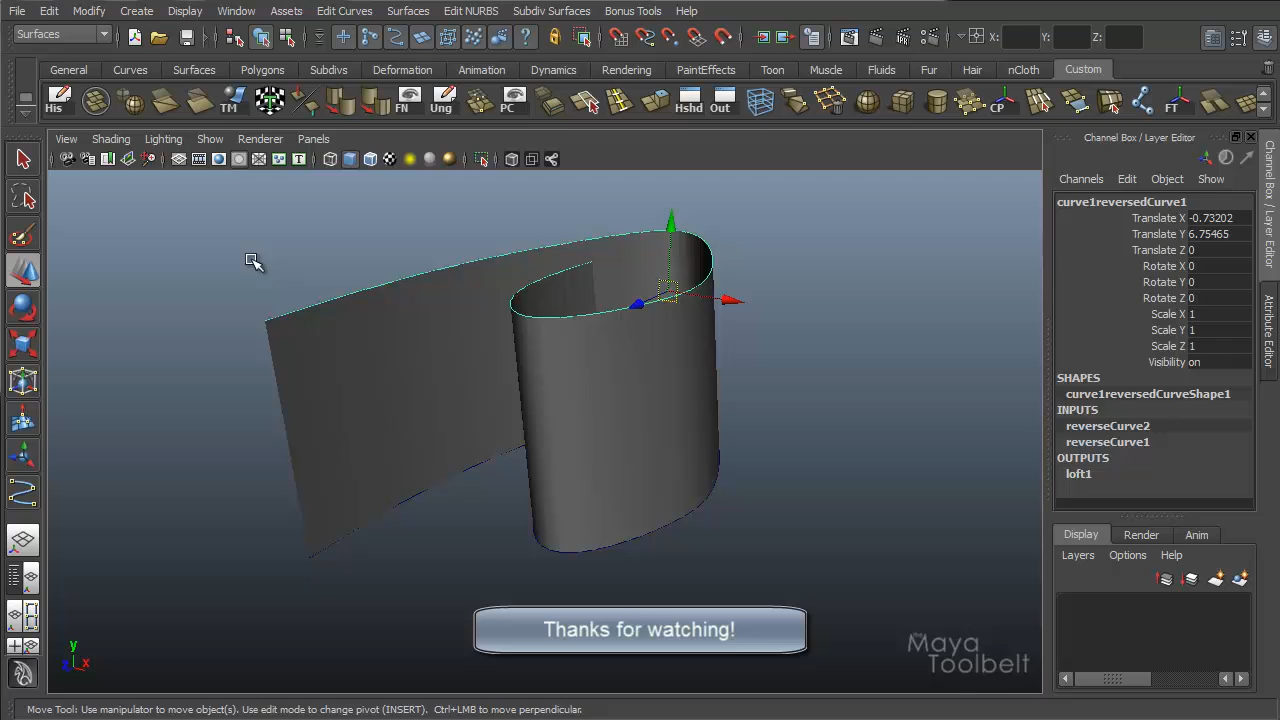 File Edit Modify Create Display Window Assets Edit Curves Surfaces Edit NURBS Subdiv Surfaces Bonus Tools Help
Surfaces X: Y: Z:
General Curves Surfaces Polygons Subdivs Deformation Animation Dynamics Rendering PaintEffects Toon Muscle Fluids Fur Hair nCloth Custom
His TM FN Ung PC Hshd Out CP FT
View Shading Lighting Show Renderer Panels
Channel Box / Layer Editor
Channels Edit Object Show
curve1reversedCurve1
Translate X -0.73202
Translate Y 6.75465
Translate Z 0
Rotate X 0
Rotate Y 0
Rotate Z 0
Scale X 1
Scale Y 1
Scale Z 1
Visibility on
SHAPES
curve1reversedCurveShape1
INPUTS
reverseCurve2
reverseCurve1
OUTPUTS
loft1
Display Render Anim
Layers Options Help
Channel Box / Layer Editor
Attribute Editor
Thanks for watching!
the Maya
Toolbelt
y
z x
Move Tool: Use manipulator to move object(s). Use edit mode to change pivot (INSERT). Ctrl+LMB to move perpendicular.